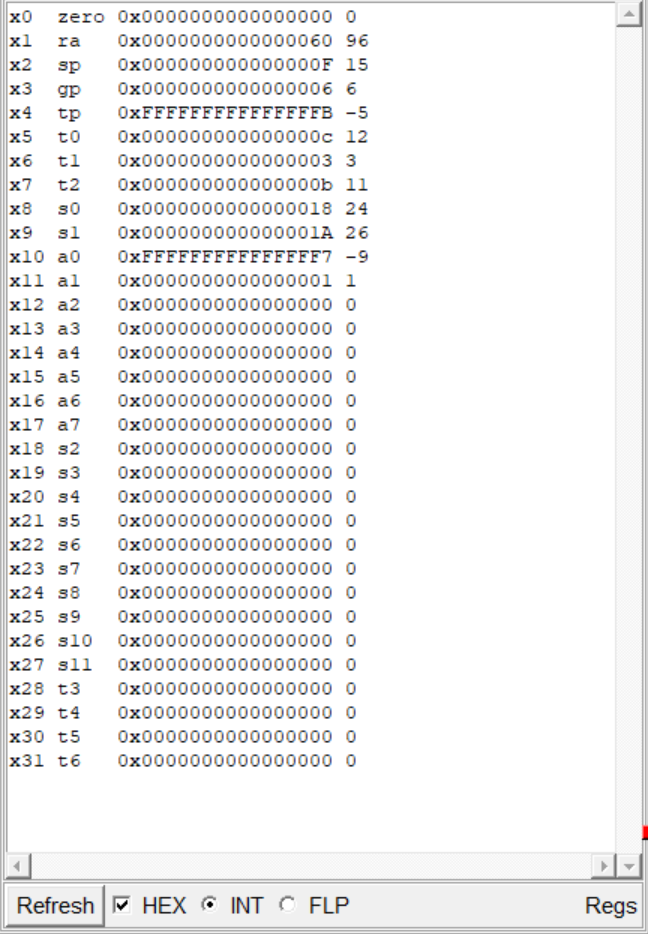 x0 zero 0x0000000000000000 0
x1 ra 0x0000000000000060 96
x2 sp 0x000000000000000F 15
x3 gp 0x0000000000000006 6
x4 tp 0xFFFFFFFFFFFFFFFB -5
x5 t0 0x000000000000000c 12
x6 t1 0x0000000000000003 3
x7 t2 0x000000000000000b 11
x8 s0 0x0000000000000018 24
x9 s1 0x000000000000001A 26
x10 a0 0xFFFFFFFFFFFFFFF7 -9
x11 a1 0x0000000000000001 1
x12 a2 0x0000000000000000 0
x13 a3 0x0000000000000000 0
x14 a4 0x0000000000000000 0
x15 a5 0x0000000000000000 0
x16 a6 0x0000000000000000 0
x17 a7 0x0000000000000000 0
x18 s2 0x0000000000000000 0
x19 s3 0x0000000000000000 0
x20 s4 0x0000000000000000 0
x21 s5 0x0000000000000000 0
x22 s6 0x0000000000000000 0
x23 s7 0x0000000000000000 0
x24 s8 0x0000000000000000 0
x25 s9 0x0000000000000000 0
x26 s10 0x0000000000000000 0
x27 s11 0x0000000000000000 0
x28 t3 0x0000000000000000 0
x29 t4 0x0000000000000000 0
x30 t5 0x0000000000000000 0
x31 t6 0x0000000000000000 0
Refresh HEX INT FLP Regs